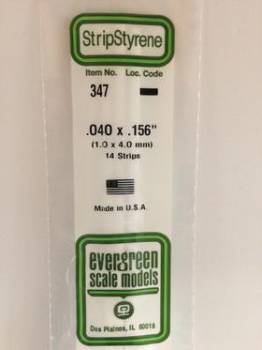 StripStyrene
Item No. Loc. Code
347
.040 x .156"
(1.0 x 4.0 mm)
14 Strips
Made in U.S.A.
evergreen
scale models
Des Plaines, IL 60018